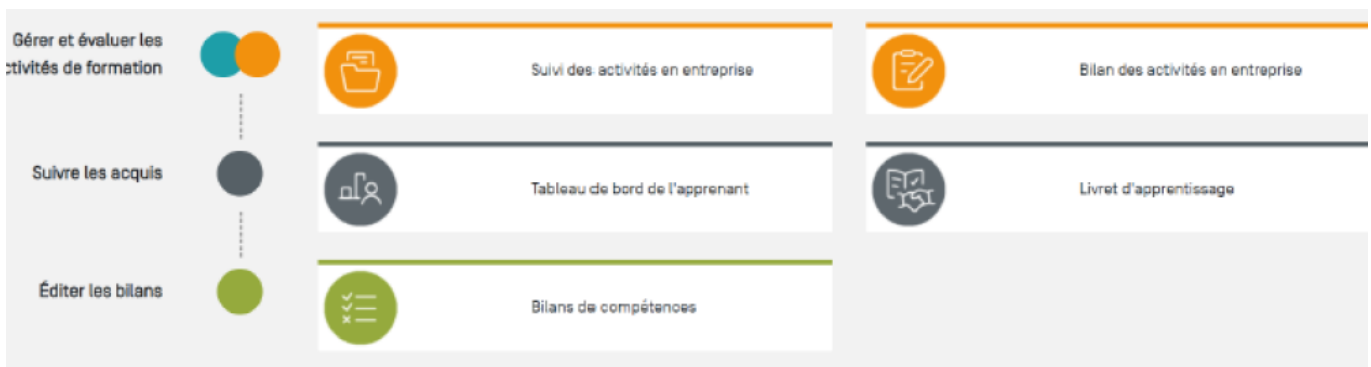 Gérer et évaluer les
ctivités de formation
Suivi des activités en entreprise
Bilan des activités en entreprise
Suivre les acquis
Tableau de bord de l'apprenant
Livret d'apprentissage
Éditer les bilans
Bilans de compétences